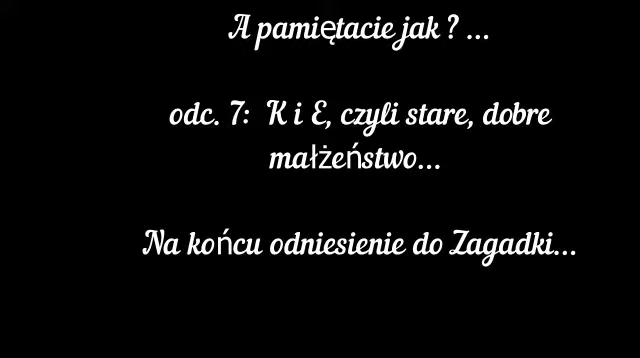 A pamiętacie jak ? ...
odc. 7: K i E, czyli stare, dobre
małżeństwo...
Na końcu odniesienie do Zagadki...